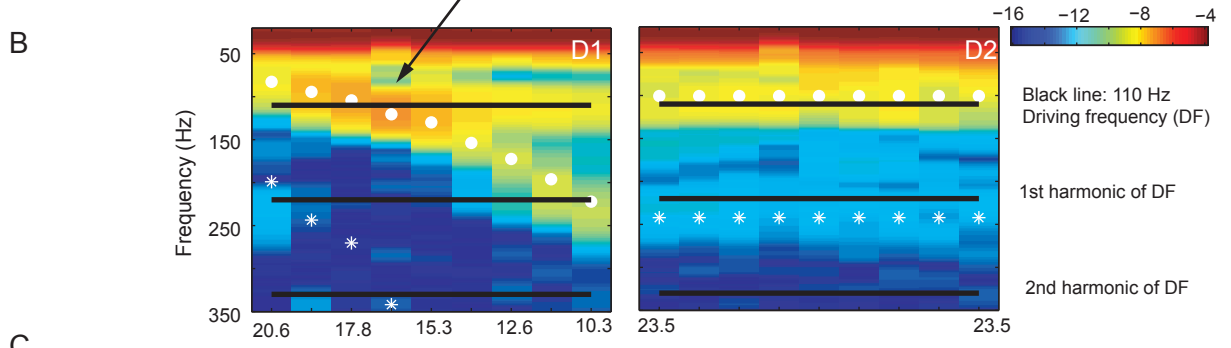 B
D1
D2
−16 −12 −8 −4
50
150
250
350
Frequency (Hz)
Black line: 110 Hz
Driving frequency (DF)
1st harmonic of DF
2nd harmonic of DF
20.6 17.8 15.3 12.6 10.3
23.5 23.5